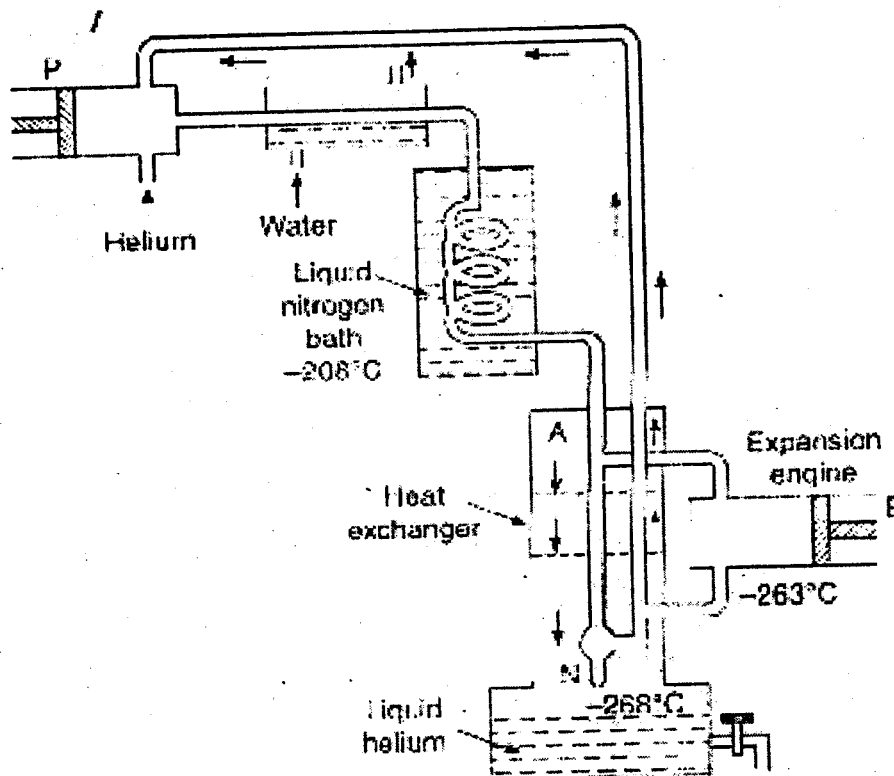 P
Helium
Water
Liquid
nitrogen
bath
–208°C
A
Heat
exchanger
Expansion
engine
E
–263°C
N
–268°C
Liquid
helium